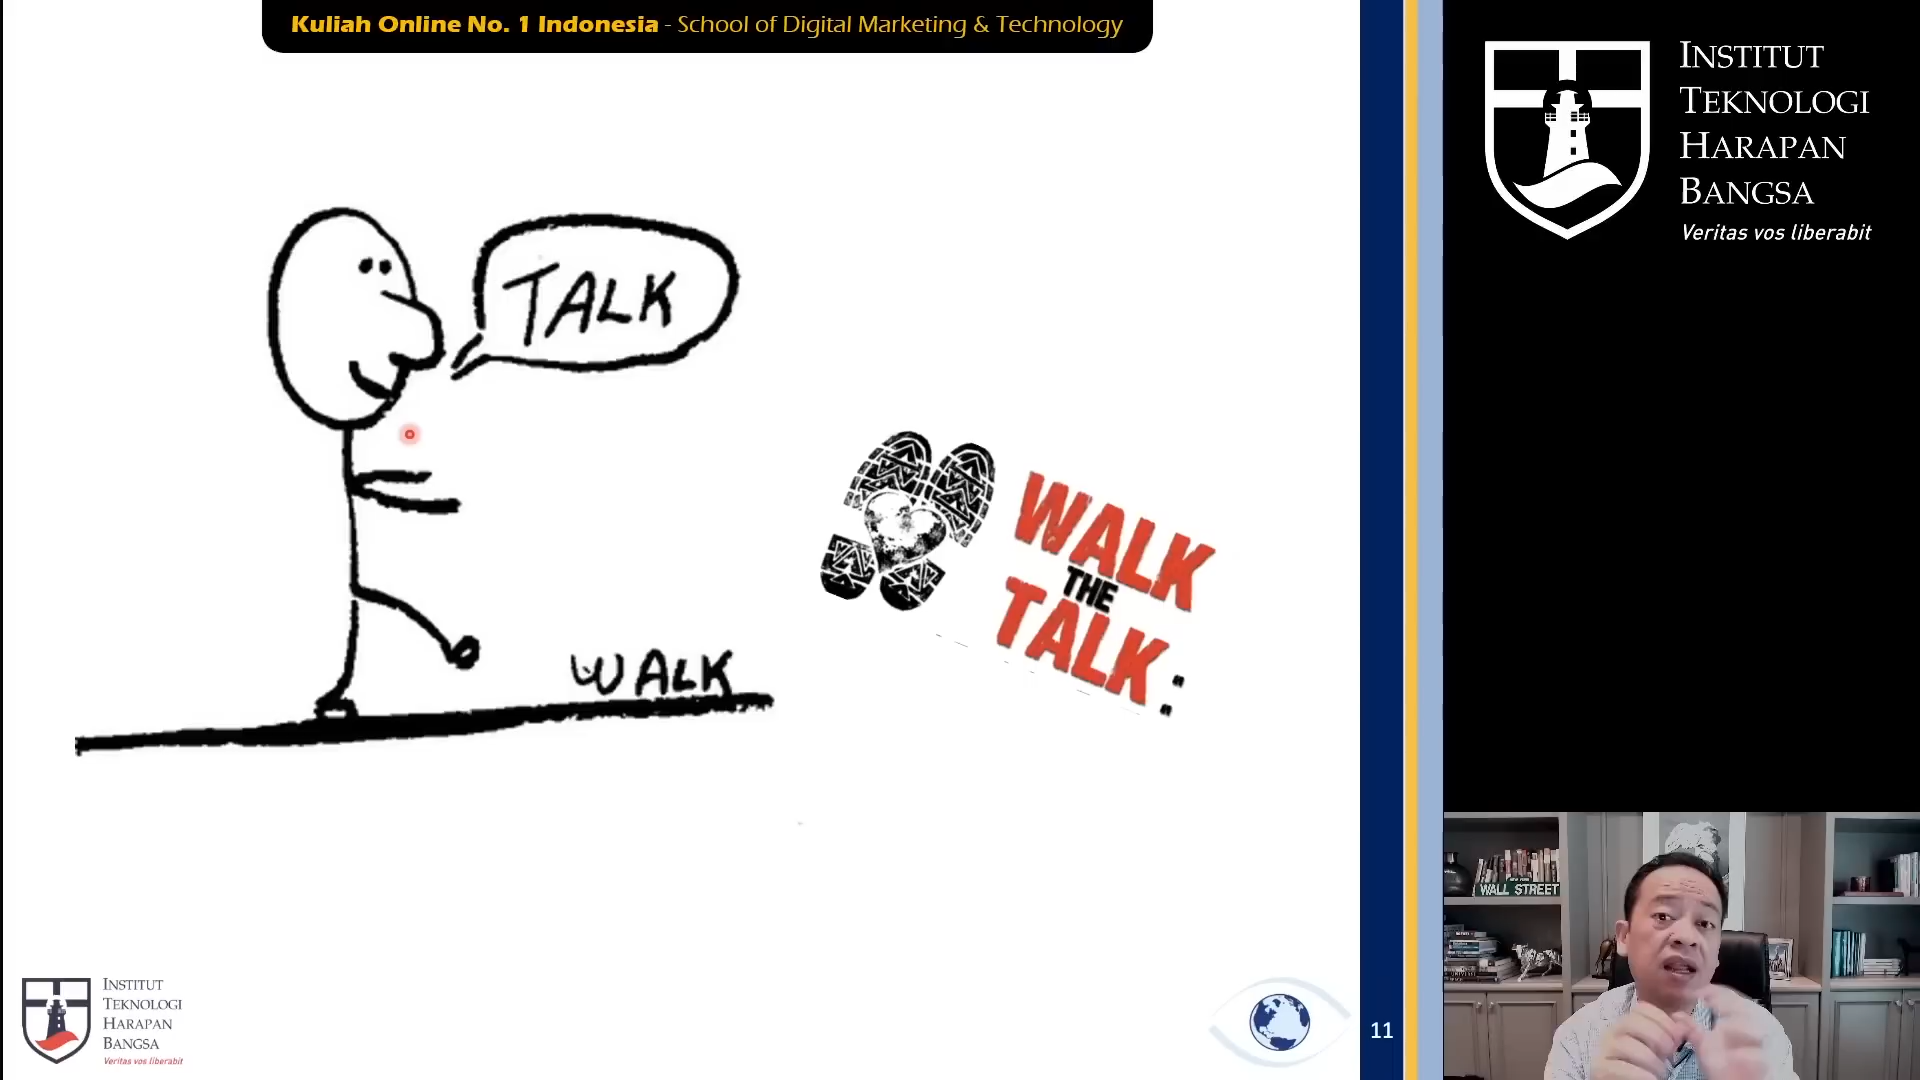 Kuliah Online No. 1 Indonesia - School of Digital Marketing & Technology
TALK
WALK
WALK
THE
TALK:
INSTITUT
TEKNOLOGI
HARAPAN
BANGSA
Veritas vos liberabit
11
INSTITUT
TEKNOLOGI
HARAPAN
BANGSA
Veritas vos liberabit
WALL STREET